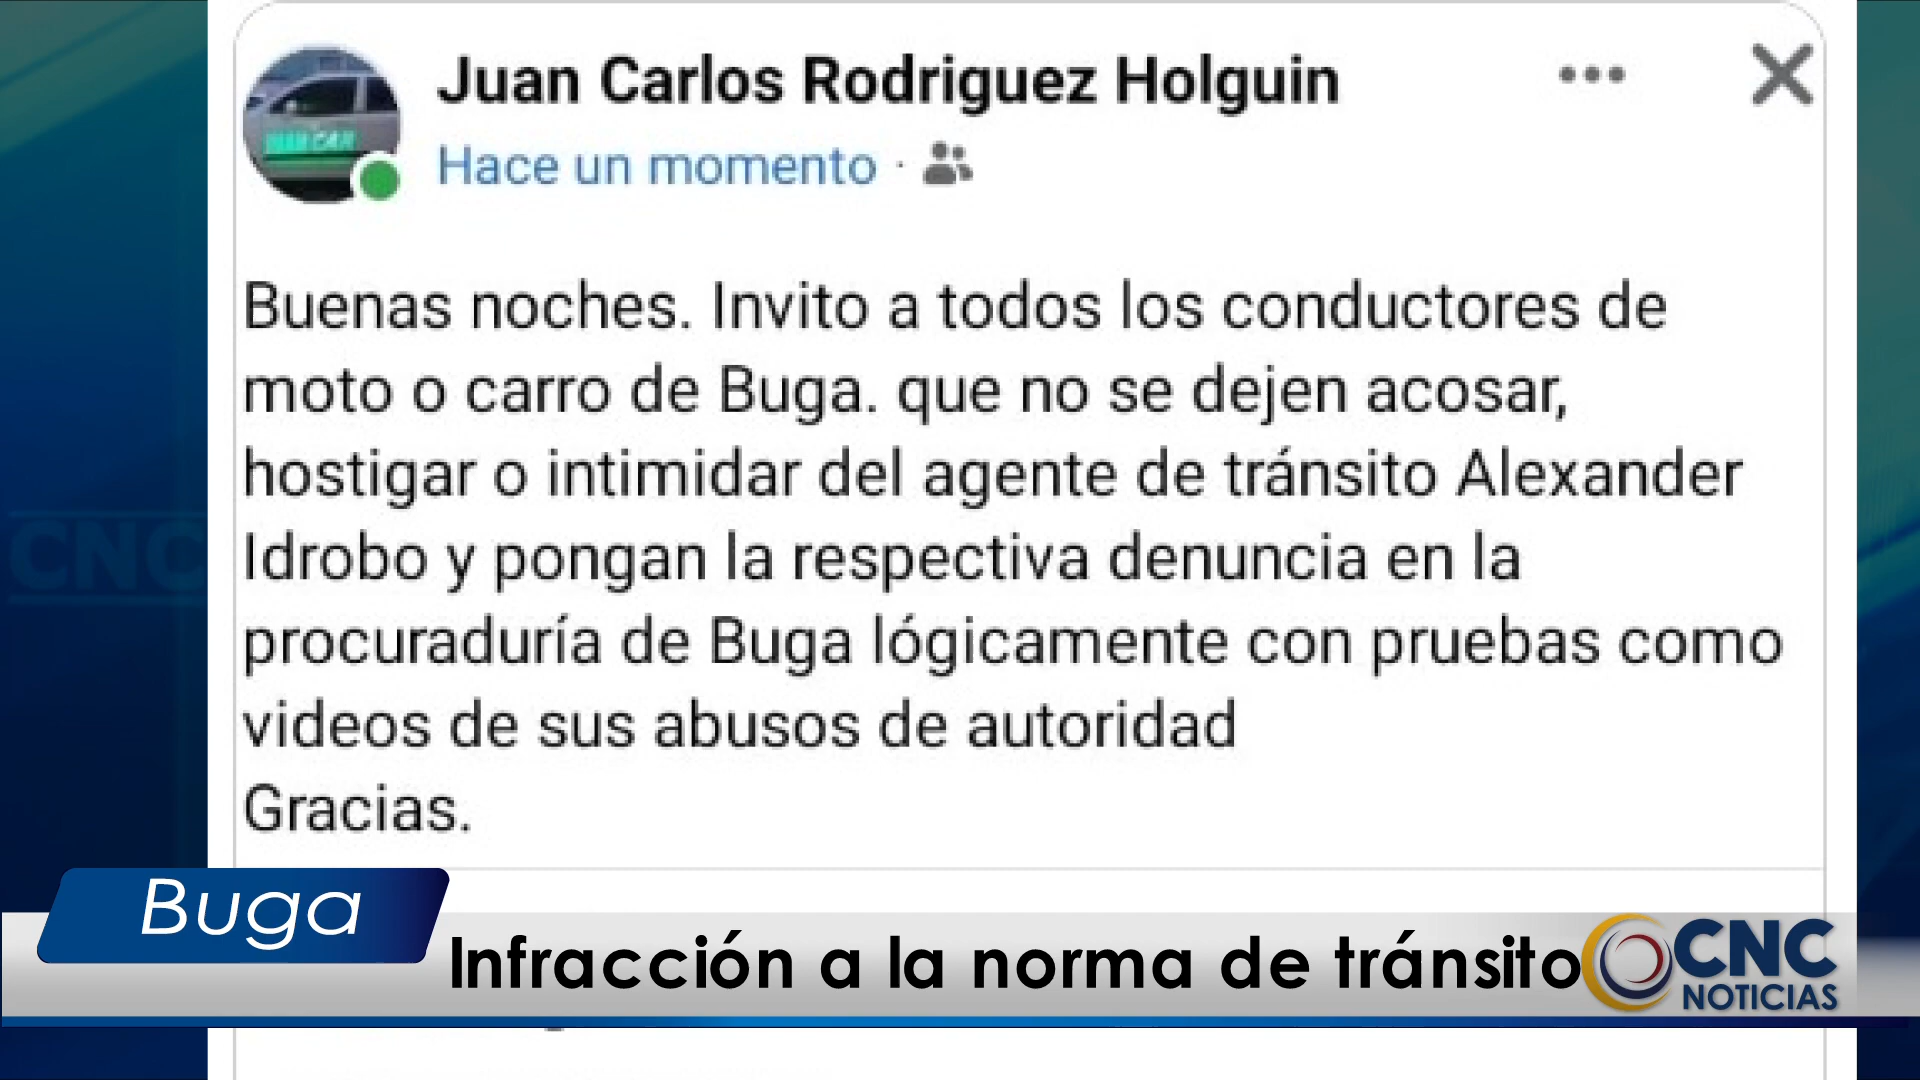 Juan Carlos Rodriguez Holguin
Hace un momento ·
Buenas noches. Invito a todos los conductores de
moto o carro de Buga. que no se dejen acosar,
hostigar o intimidar del agente de tránsito Alexander
Idrobo y pongan la respectiva denuncia en la
procuraduría de Buga lógicamente con pruebas como
videos de sus abusos de autoridad
Gracias.
CNC
Buga
Infracción a la norma de tránsito
CNC
NOTICIAS